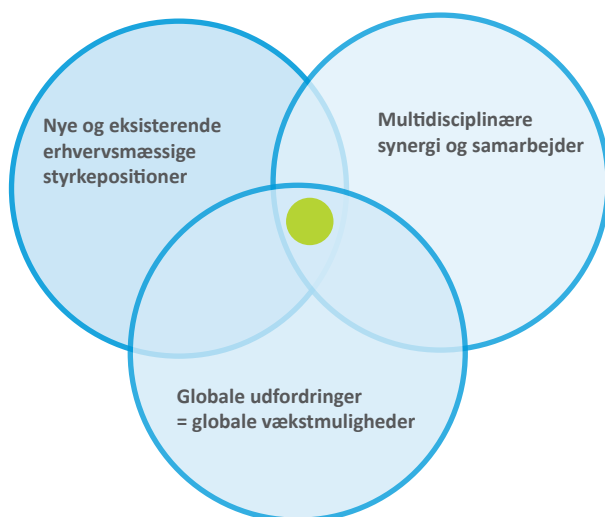 Nye og eksisterende
erhvervsmæssige
styrkepositioner
Multidisciplinære
synergi og samarbejder
Globale udfordringer
= globale vækstmuligheder